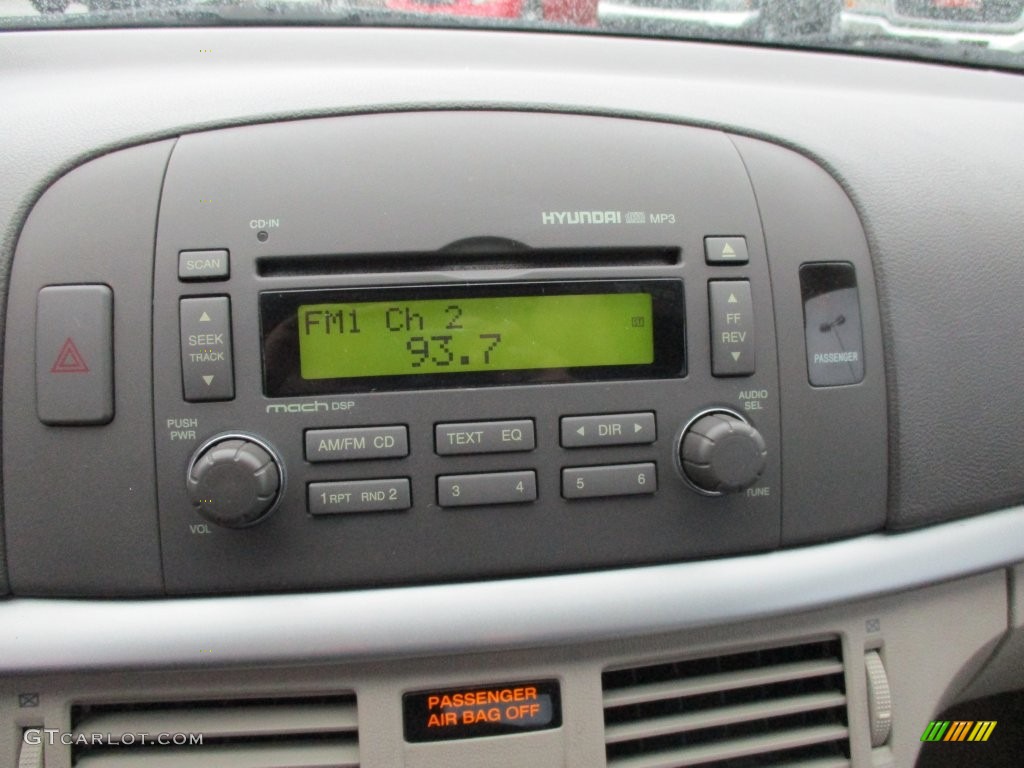 CD-IN
HYUNDAI MP3
SCAN
SEEK
TRACK
FM1 Ch 2
93.7
FF
REV
PASSENGER
mach DSP
AUDIO
SEL
PUSH
PWR
AM/FM CD
TEXT EQ
DIR
1 RPT RND 2
3 4
5 6
VOL
TUNE
PASSENGER
AIR BAG OFF
GTCARLOT.COM